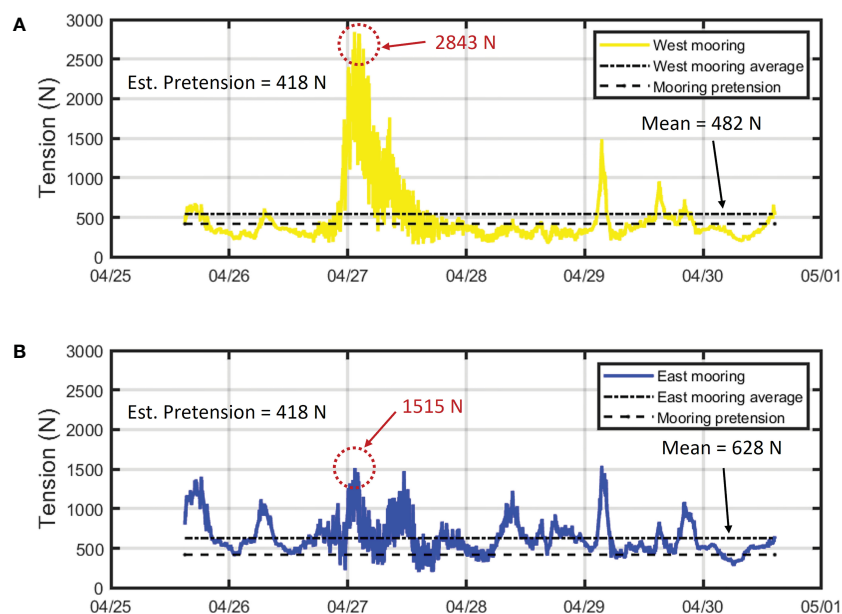 A
3000
2500
2000
1500
1000
500
0
Tension (N)
Est. Pretension = 418 N
2843 N
West mooring
West mooring average
Mooring pretension
Mean = 482 N
04/25 04/26 04/27 04/28 04/29 04/30 05/01
B
3000
2500
2000
1500
1000
500
0
Tension (N)
Est. Pretension = 418 N
1515 N
East mooring
East mooring average
Mooring pretension
Mean = 628 N
04/25 04/26 04/27 04/28 04/29 04/30 05/01